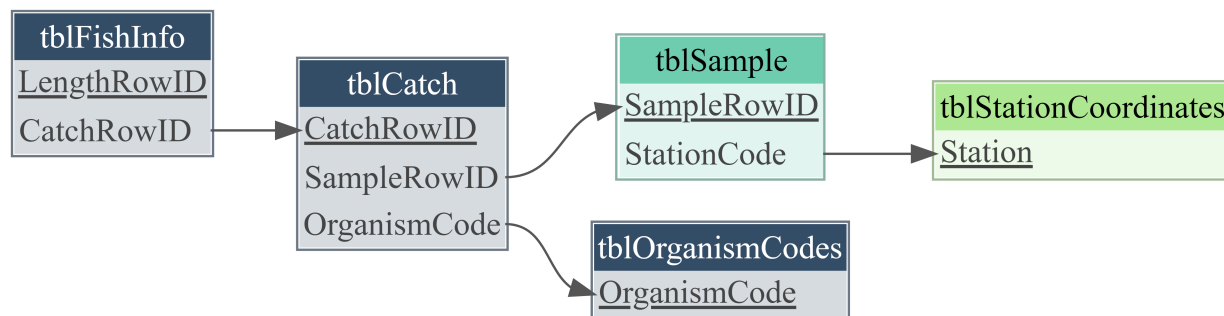 tblFishInfo
LengthRowID
CatchRowID
tblCatch
CatchRowID
SampleRowID
OrganismCode
tblSample
SampleRowID
StationCode
tblStationCoordinates
Station
tblOrganismCodes
OrganismCode